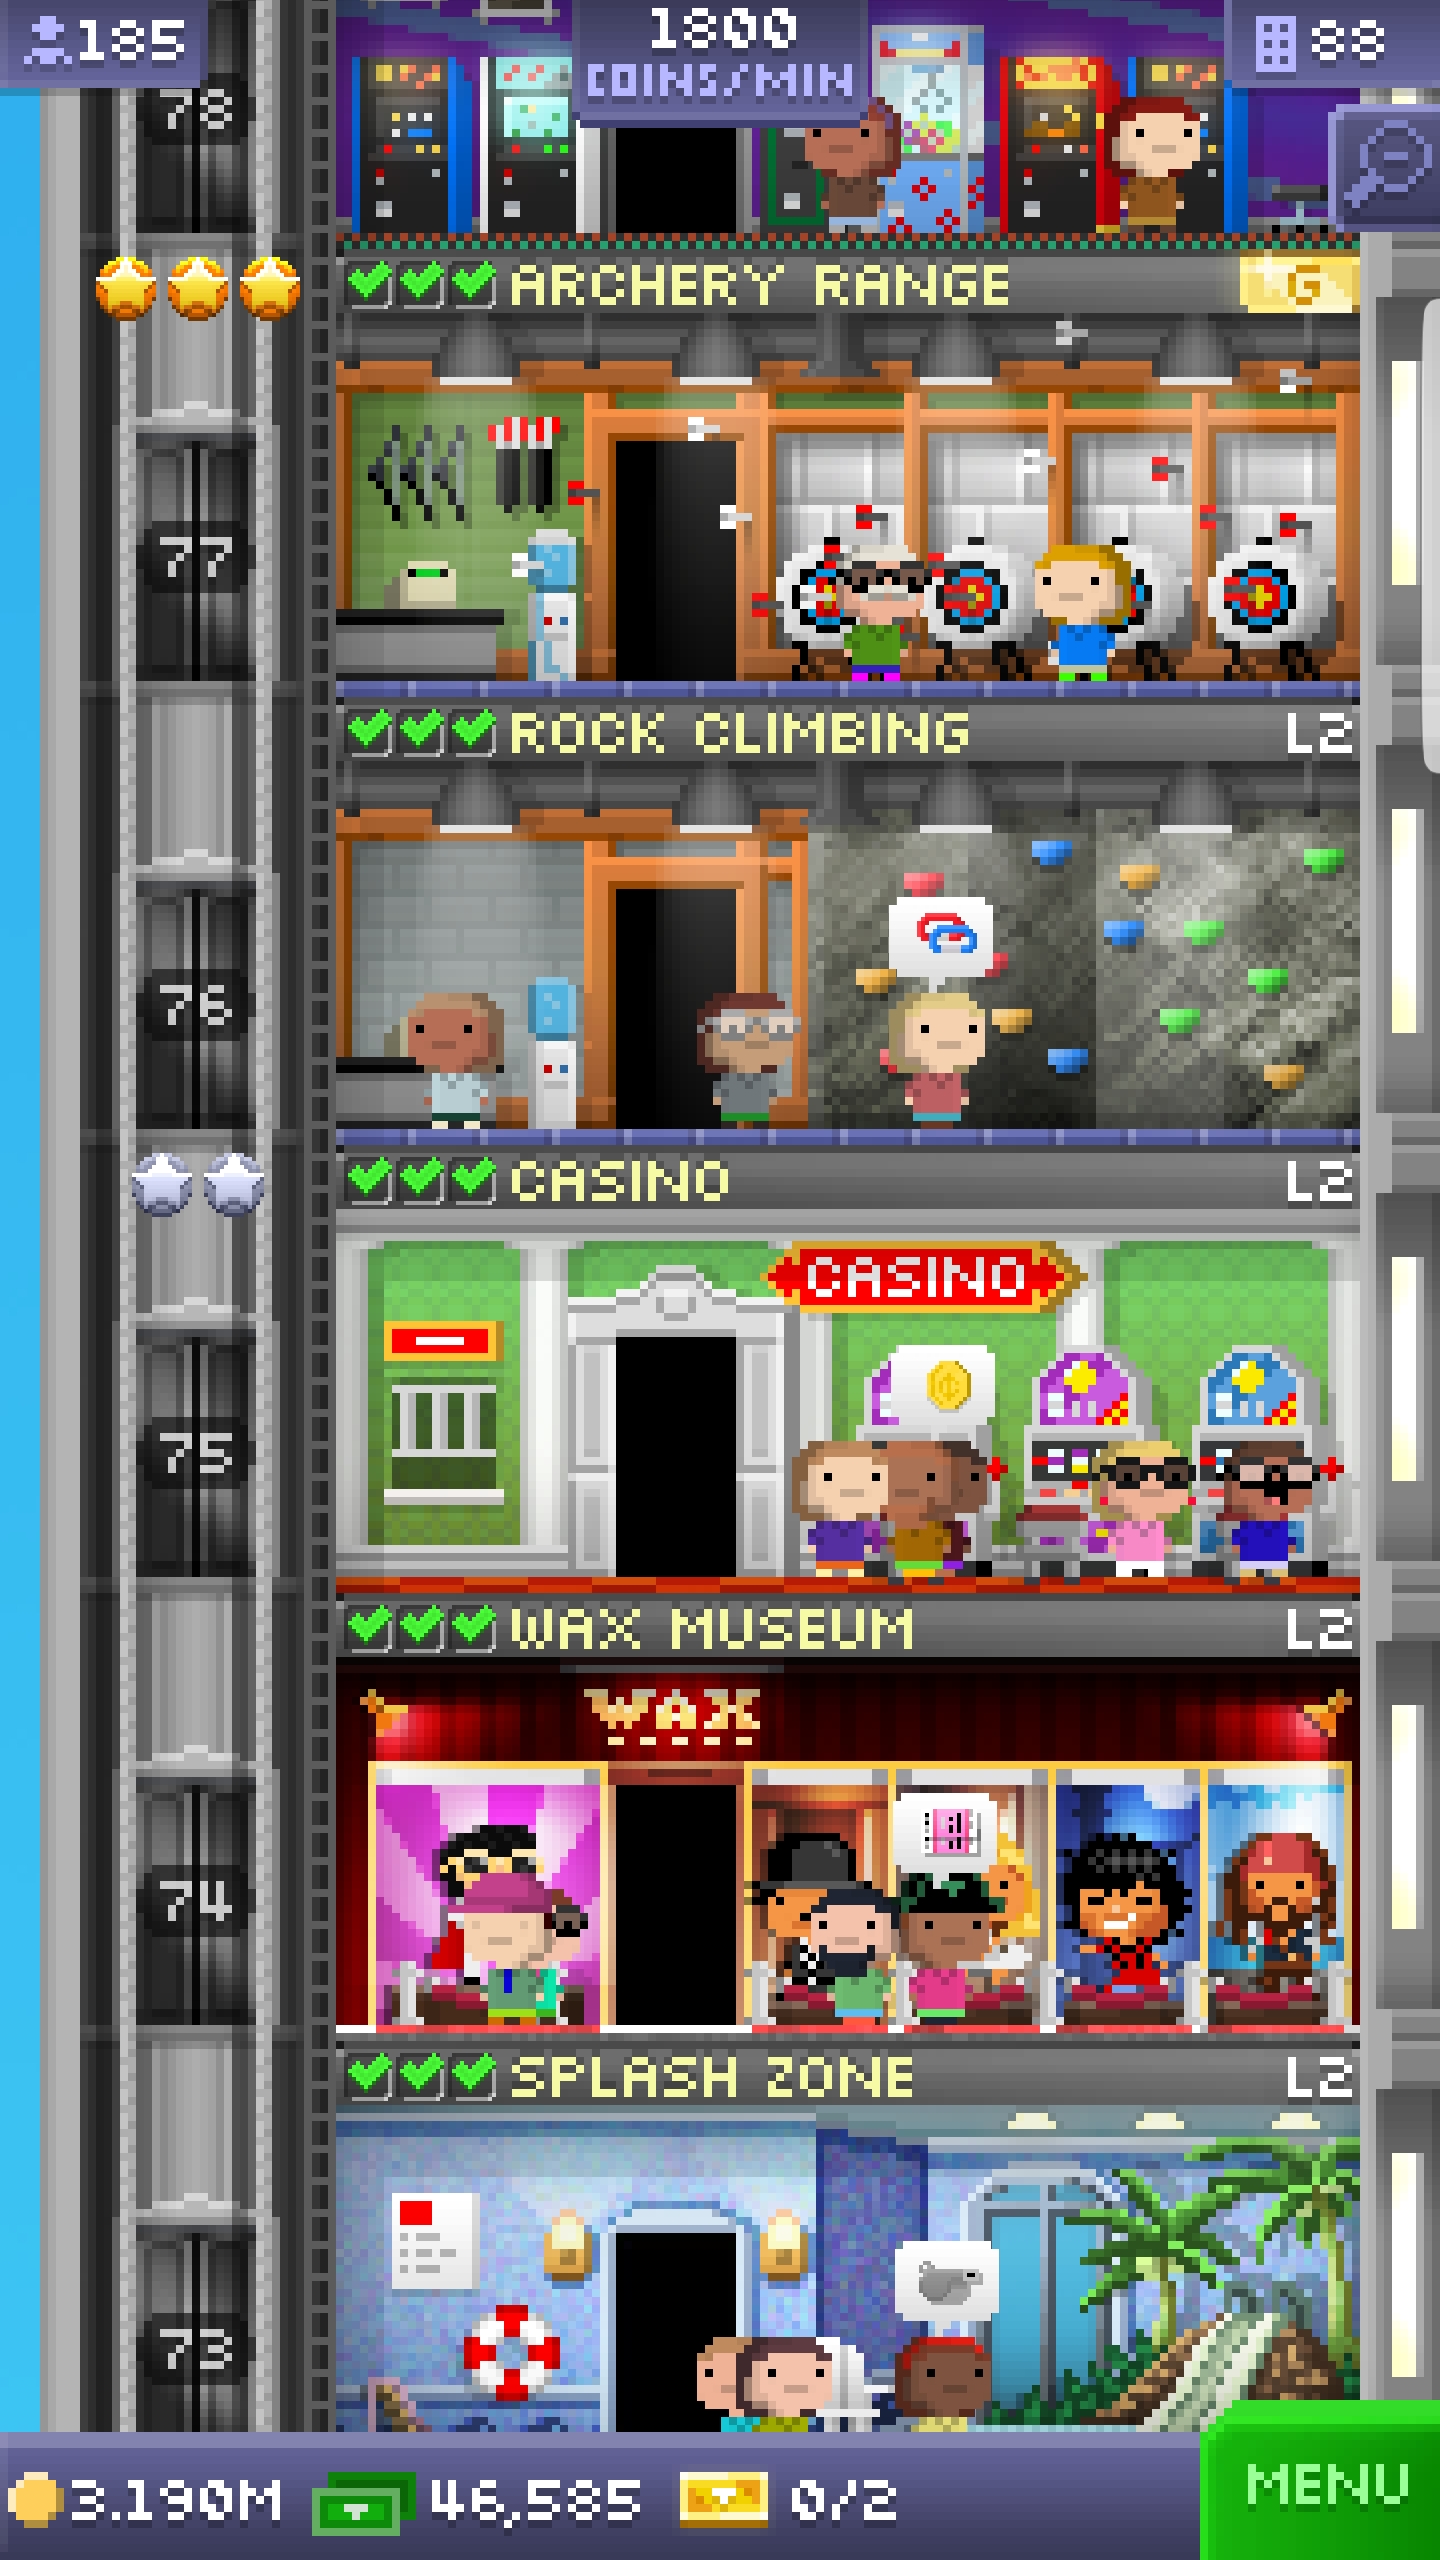 185
1800
COINS/MIN
88
78
ARCHERY RANGE
G
77
ROCK CLIMBING
L2
76
CASINO
L2
CASINO
75
WAX MUSEUM
L2
WAX
74
SPLASH ZONE
L2
73
3.190M
46,585
0/2
MENU